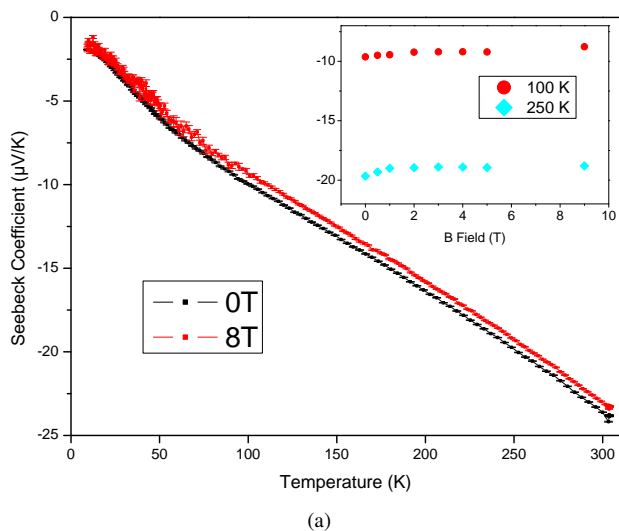 0
-5
-10
-15
-20
-25
Seebeck Coefficient (µV/K)
0 50 100 150 200 250 300
Temperature (K)
0T
8T
-10
-15
-20
0 2 4 6 8 10
B Field (T)
100 K
250 K
(a)